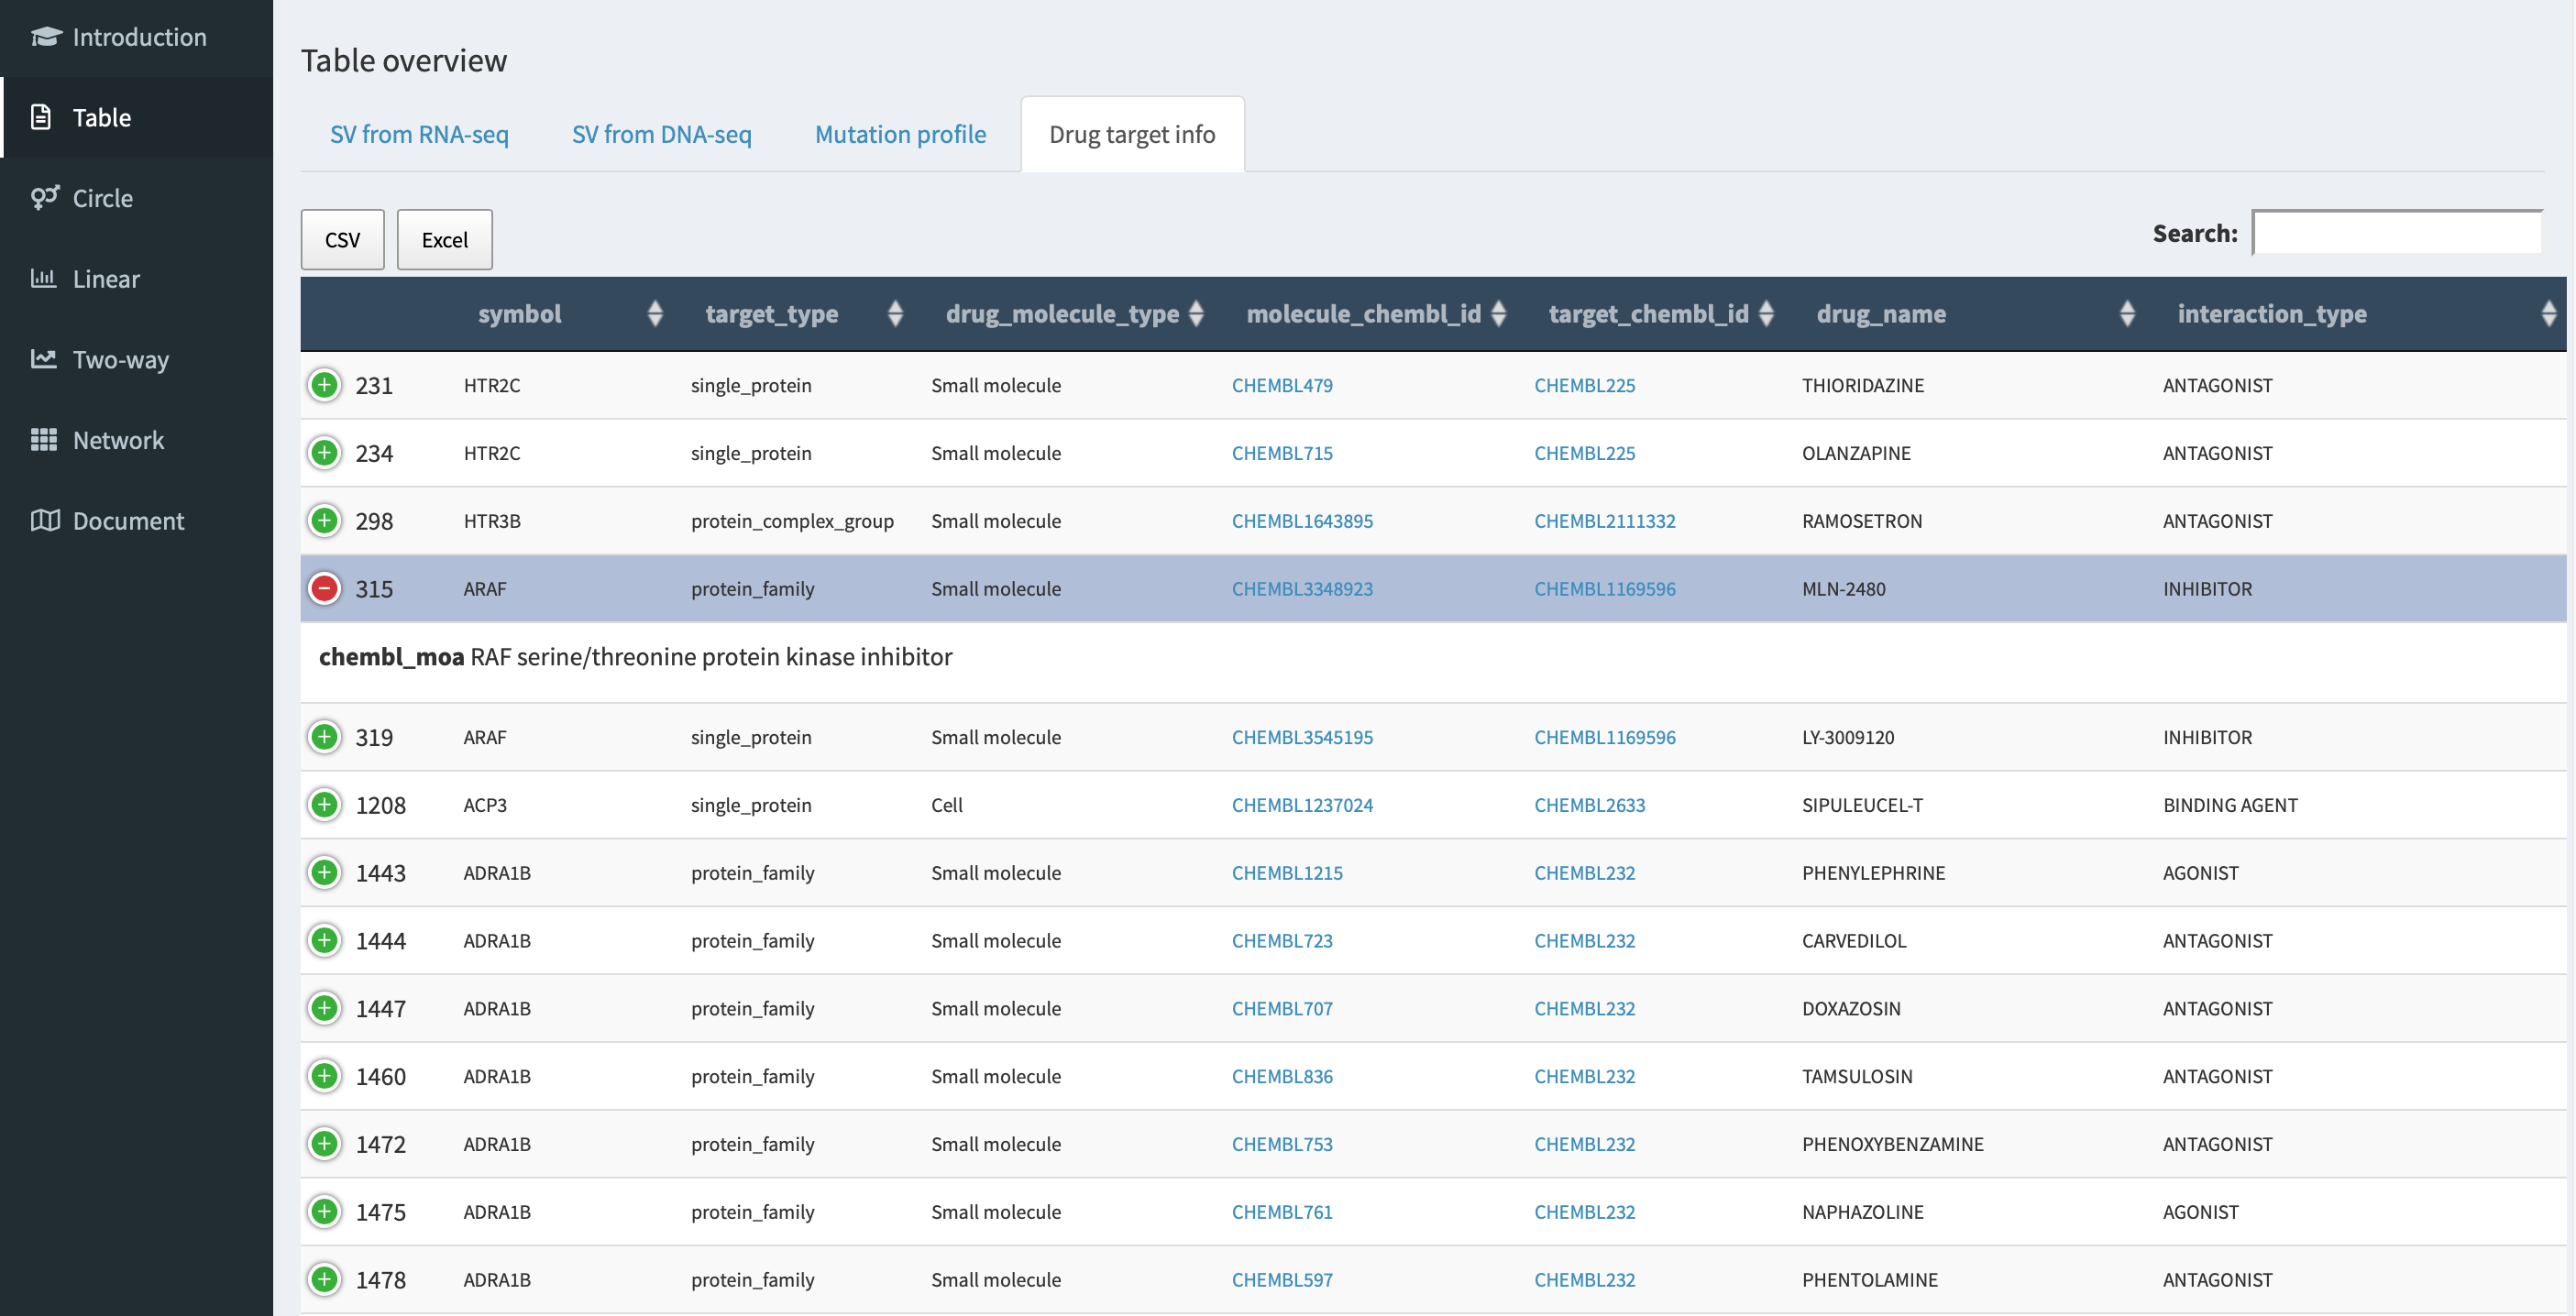 Introduction
Table
Circle
Linear
Two-way
Network
Document
Table overview
SV from RNA-seq SV from DNA-seq Mutation profile Drug target info
CSV Excel Search:
symbol target_type drug_molecule_type molecule_chembl_id target_chembl_id drug_name interaction_type
231 HTR2C single_protein Small molecule CHEMBL479 CHEMBL225 THIORIDAZINE ANTAGONIST
234 HTR2C single_protein Small molecule CHEMBL715 CHEMBL225 OLANZAPINE ANTAGONIST
298 HTR3B protein_complex_group Small molecule CHEMBL1643895 CHEMBL2111332 RAMOSETRON ANTAGONIST
315 ARAF protein_family Small molecule CHEMBL3348923 CHEMBL1169596 MLN-2480 INHIBITOR
chembl_moa RAF serine/threonine protein kinase inhibitor
319 ARAF single_protein Small molecule CHEMBL3545195 CHEMBL1169596 LY-3009120 INHIBITOR
1208 ACP3 single_protein Cell CHEMBL1237024 CHEMBL2633 SIPULEUCEL-T BINDING AGENT
1443 ADRA1B protein_family Small molecule CHEMBL1215 CHEMBL232 PHENYLEPHRINE AGONIST
1444 ADRA1B protein_family Small molecule CHEMBL723 CHEMBL232 CARVEDILOL ANTAGONIST
1447 ADRA1B protein_family Small molecule CHEMBL707 CHEMBL232 DOXAZOSIN ANTAGONIST
1460 ADRA1B protein_family Small molecule CHEMBL836 CHEMBL232 TAMSULOSIN ANTAGONIST
1472 ADRA1B protein_family Small molecule CHEMBL753 CHEMBL232 PHENOXYBENZAMINE ANTAGONIST
1475 ADRA1B protein_family Small molecule CHEMBL761 CHEMBL232 NAPHAZOLINE AGONIST
1478 ADRA1B protein_family Small molecule CHEMBL597 CHEMBL232 PHENTOLAMINE ANTAGONIST